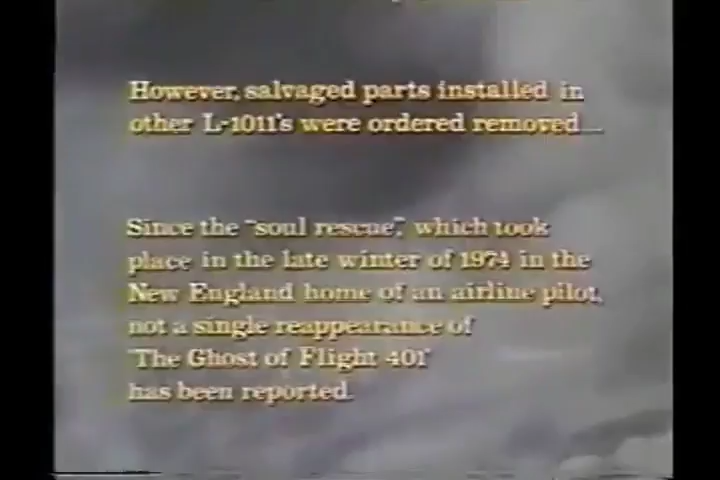 However, salvaged parts installed in
other L-1011's were ordered removed...
Since the "soul rescue", which took
place in the late winter of 1974 in the
New England home of an airline pilot,
not a single reappearance of
'The Ghost of Flight 401'
has been reported.